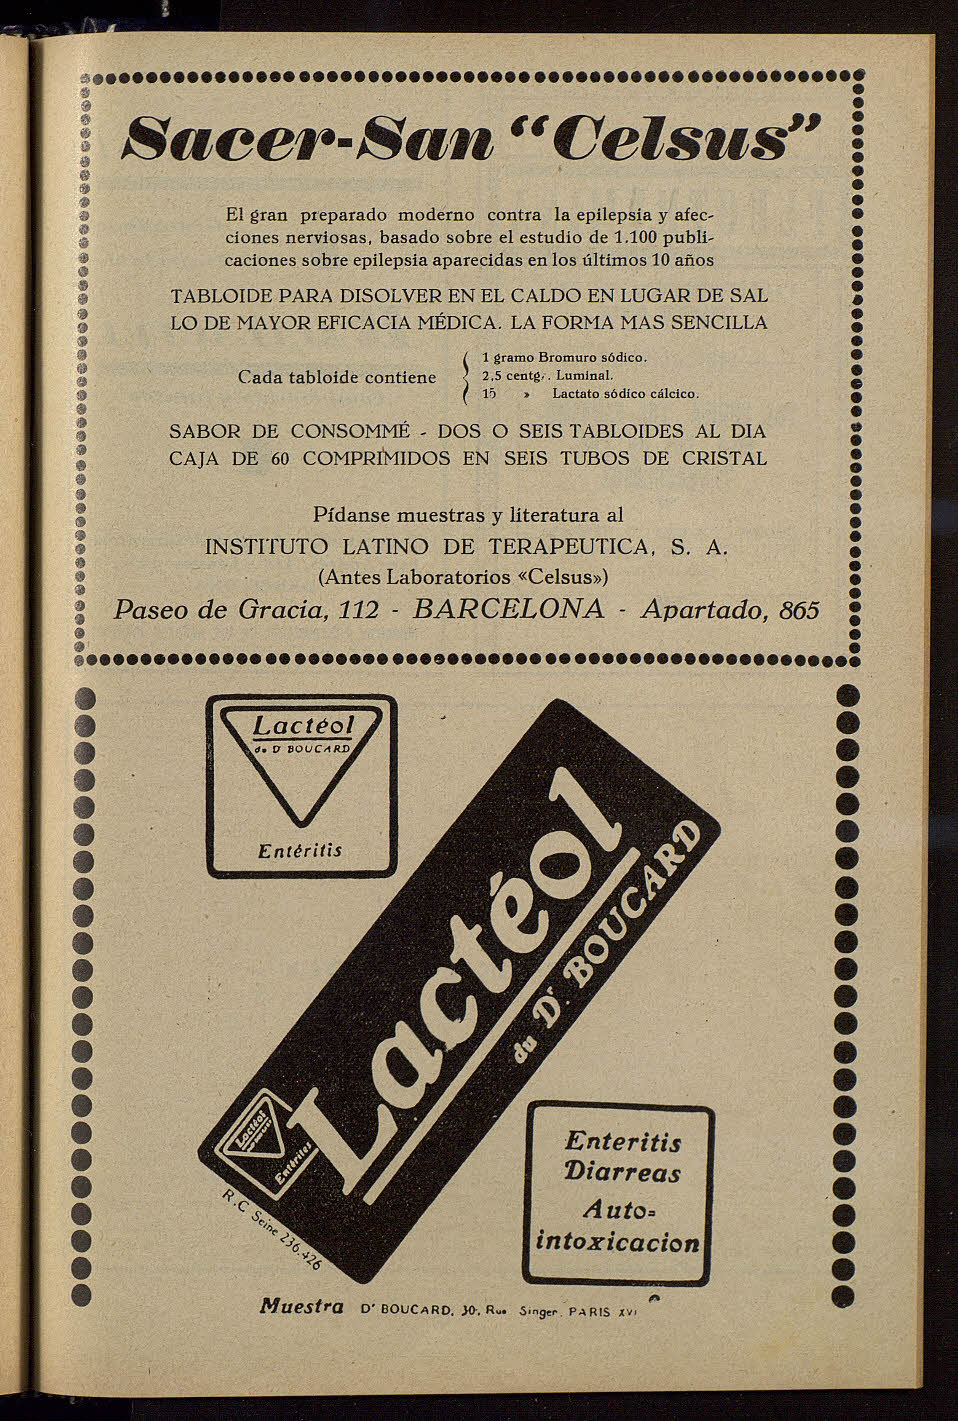 Sacer-San "Celsus"
El gran preparado moderno contra la epilepsia y afec-
ciones nerviosas, basado sobre el estudio de 1.100 publi-
caciones sobre epilepsia aparecidas en los últimos 10 años
TABLOIDE PARA DISOLVER EN EL CALDO EN LUGAR DE SAL
LO DE MAYOR EFICACIA MÉDICA. LA FORMA MAS SENCILLA
Cada tabloide contiene
1 gramo Bromuro sódico.
2,5 centgr. Luminal.
15 » Lactato sódico cálcico.
SABOR DE CONSOMMÉ - DOS O SEIS TABLOIDES AL DIA
CAJA DE 60 COMPRIMIDOS EN SEIS TUBOS DE CRISTAL
Pídanse muestras y literatura al
INSTITUTO LATINO DE TERAPEUTICA, S. A.
(Antes Laboratorios «Celsus»)
Paseo de Gracia, 112 - BARCELONA - Apartado, 865
Lactéol
du Dr BOUCARD
Entéritis
Lactéol
du Dr. BOUCARD
Lactéol
Entérites
R.C Seine 236.426
Enteritis
Diarreas
Auto=
intoxicacion
Muestra Dr BOUCARD, 30, Rue Singer. PARIS XVI